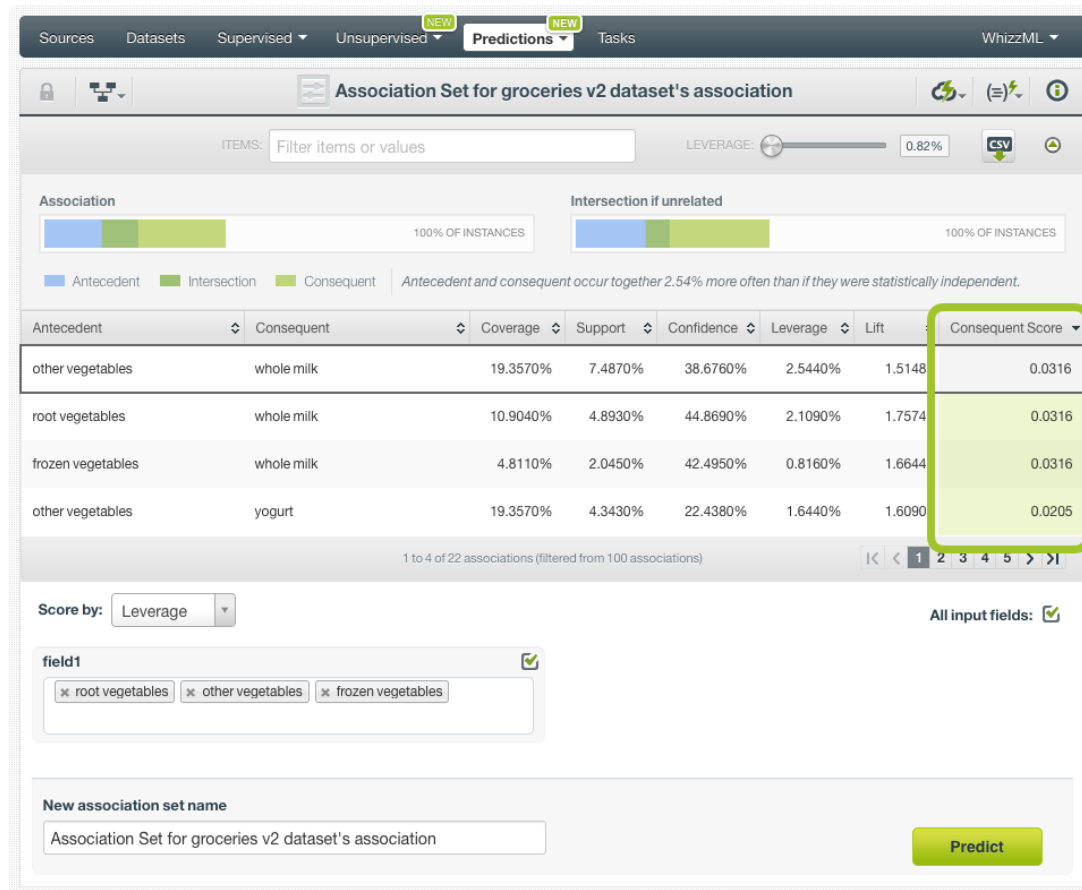 NEW NEW
Sources Datasets Supervised Unsupervised Predictions Tasks WhizzML
Association Set for groceries v2 dataset's association
ITEMS: Filter items or values LEVERAGE: 0.82% CSV
Association Intersection if unrelated
100% OF INSTANCES 100% OF INSTANCES
Antecedent Intersection Consequent Antecedent and consequent occur together 2.54% more often than if they were statistically independent.
Antecedent Consequent Coverage Support Confidence Leverage Lift Consequent Score
other vegetables whole milk 19.3570% 7.4870% 38.6760% 2.5440% 1.5148 0.0316
root vegetables whole milk 10.9040% 4.8930% 44.8690% 2.1090% 1.7574 0.0316
frozen vegetables whole milk 4.8110% 2.0450% 42.4950% 0.8160% 1.6644 0.0316
other vegetables yogurt 19.3570% 4.3430% 22.4380% 1.6440% 1.6090 0.0205
1 to 4 of 22 associations (filtered from 100 associations) 1 2 3 4 5
Score by: Leverage All input fields:
field1
root vegetables other vegetables frozen vegetables
New association set name
Association Set for groceries v2 dataset's association
Predict